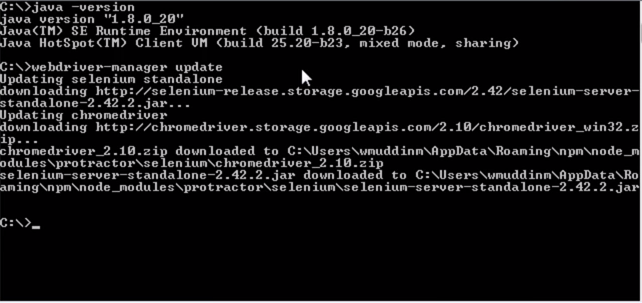 C:\>java -version
java version "1.8.0_20"
Java(TM) SE Runtime Environment (build 1.8.0_20-b26)
Java HotSpot(TM) Client VM (build 25.20-b23, mixed mode, sharing)
C:\>webdriver-manager update
Updating selenium standalone
downloading http://selenium-release.storage.googleapis.com/2.42/selenium-server-
standalone-2.42.2.jar...
Updating chromedriver
downloading http://chromedriver.storage.googleapis.com/2.10/chromedriver_win32.z
ip...
chromedriver_2.10.zip downloaded to C:\Users\wmuddinm\AppData\Roaming\npm\node_m
odules\protractor\selenium\chromedriver_2.10.zip
selenium-server-standalone-2.42.2.jar downloaded to C:\Users\wmuddinm\AppData\Ro
aming\npm\node_modules\protractor\selenium\selenium-server-standalone-2.42.2.jar
C:\>_